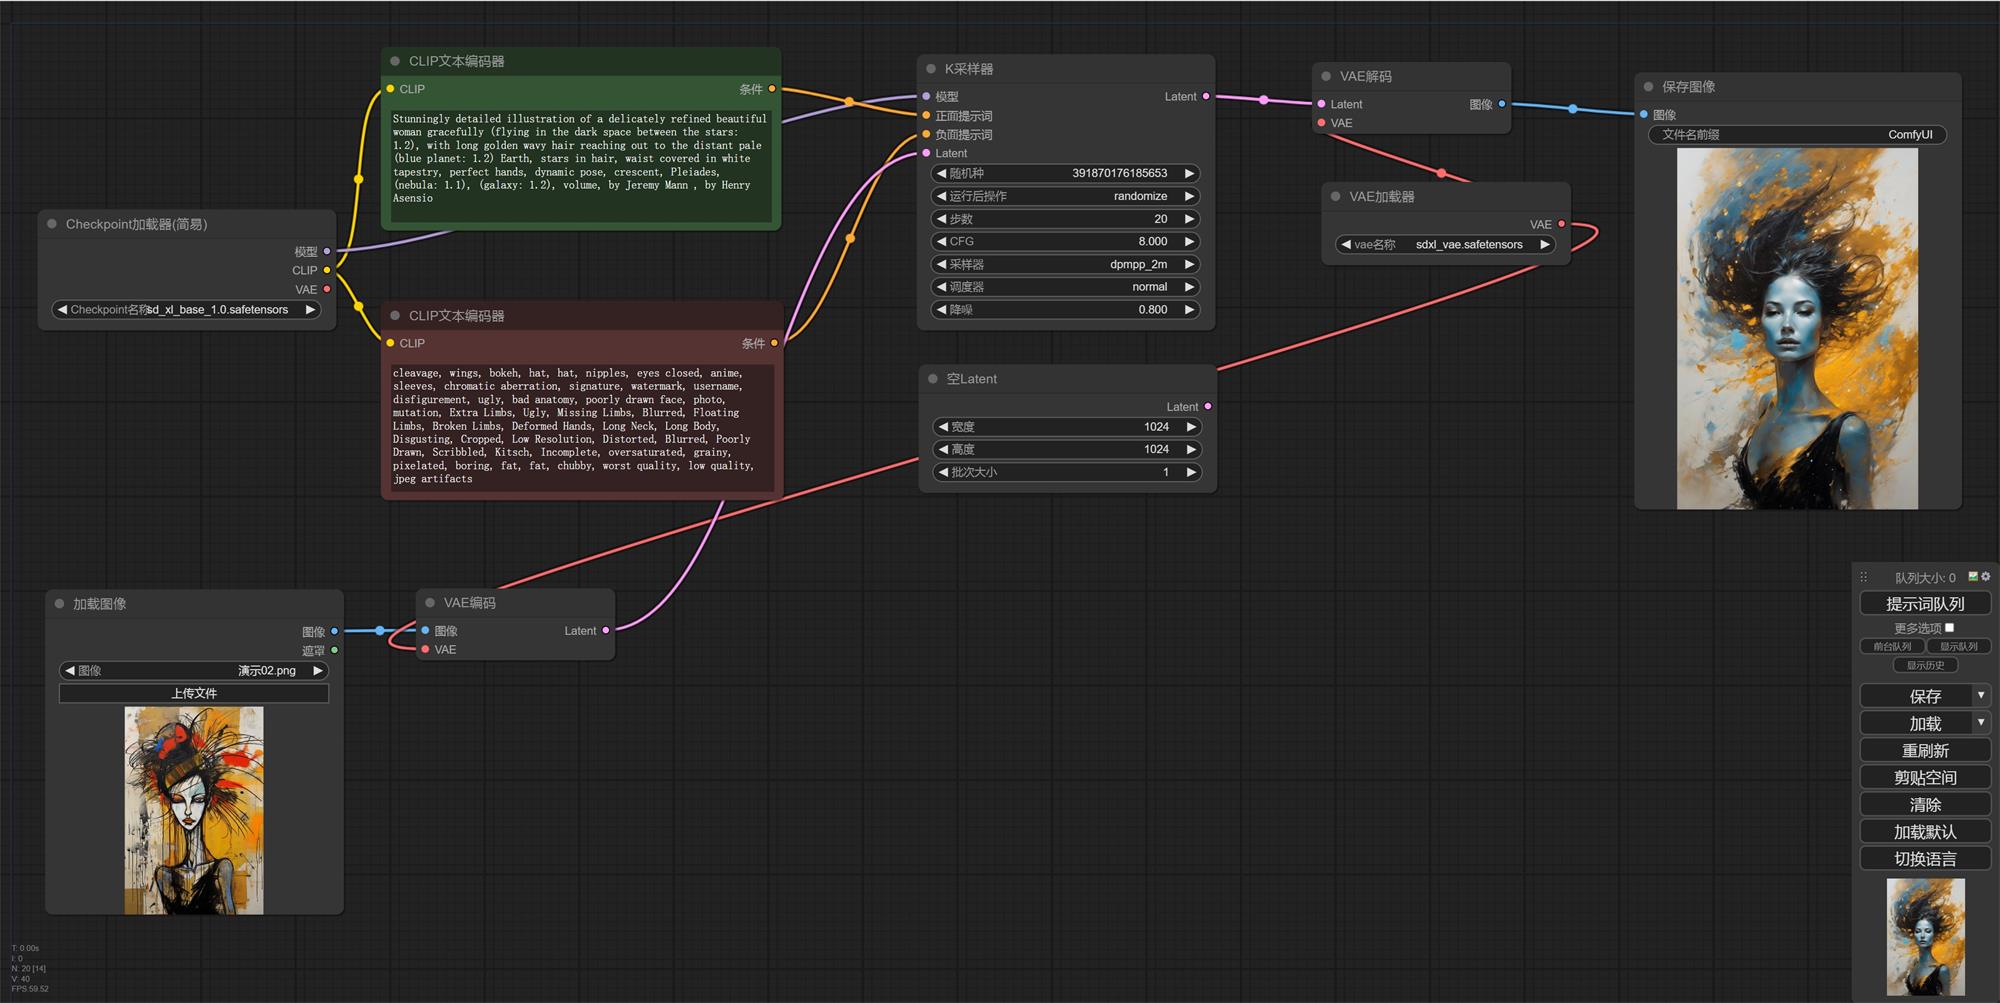 CLIP文本编码器
CLIP
条件
Stunningly detailed illustration of a delicately refined beautiful
woman gracefully (flying in the dark space between the stars:
1.2), with long golden wavy hair reaching out to the distant pale
(blue planet: 1.2) Earth, stars in hair, waist covered in white
tapestry, perfect hands, dynamic pose, crescent, Pleiades,
(nebula: 1.1), (galaxy: 1.2), volume, by Jeremy Mann , by Henry
Asensio
Checkpoint加载器(简易)
模型
CLIP
VAE
Checkpoint名称 sd_xl_base_1.0.safetensors
CLIP文本编码器
CLIP
条件
cleavage, wings, bokeh, hat, hat, nipples, eyes closed, anime,
sleeves, chromatic aberration, signature, watermark, username,
disfigurement, ugly, bad anatomy, poorly drawn face, photo,
mutation, Extra Limbs, Ugly, Missing Limbs, Blurred, Floating
Limbs, Broken Limbs, Deformed Hands, Long Neck, Long Body,
Disgusting, Cropped, Low Resolution, Distorted, Blurred, Poorly
Drawn, Scribbled, Kitsch, Incomplete, oversaturated, grainy,
pixelated, boring, fat, fat, chubby, worst quality, low quality,
jpeg artifacts
K采样器
模型
Latent
正面提示词
负面提示词
Latent
随机种 391870176185653
运行后操作 randomize
步数 20
CFG 8.000
采样器 dpmpp_2m
调度器 normal
降噪 0.800
空Latent
Latent
宽度 1024
高度 1024
批次大小 1
VAE解码
Latent
图像
VAE
VAE加载器
VAE
vae名称 sdxl_vae.safetensors
保存图像
图像
文件名前缀 ComfyUI
加载图像
图像
遮罩
图像 演示02.png
上传文件
VAE编码
图像
Latent
VAE
队列大小: 0
提示词队列
更多选项
前台队列 显示队列
显示历史
保存
加载
重刷新
剪贴空间
清除
加载默认
切换语言
T: 0.00s
I: 0
N: 20 [14]
V: 40
FPS:59.52